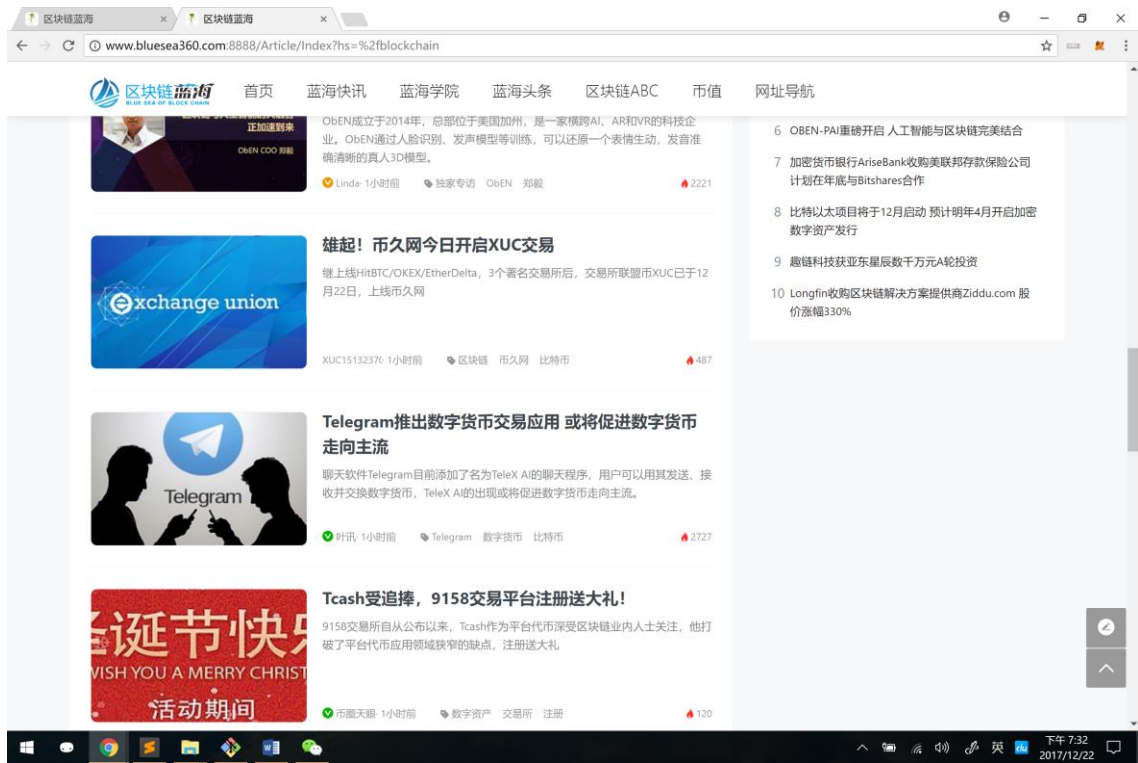 区块链蓝海
区块链蓝海
www.bluesea360.com:8888/Article/Index?hs=%2fblockchain
区块链蓝海
BLUE SEA OF BLOCK CHAIN
首页 蓝海快讯 蓝海学院 蓝海头条 区块链ABC 币值 网址导航
正加速到来
ObEN COO 郑毅
ObEN成立于2014年，总部位于美国加州，是一家横跨AI、AR和VR的科技企
业。ObEN通过人脸识别、发声模型等训练，可以还原一个表情生动，发音准
确清晰的真人3D模型。
Linda· 1小时前 独家专访 ObEN 郑毅 2221
exchange union
雄起！币久网今日开启XUC交易
继上线HitBTC/OKEX/EtherDelta，3个著名交易所后，交易所联盟币XUC已于12
月22日，上线币久网
XUC1513237(· 1小时前 区块链 币久网 比特币 487
Telegram
Telegram推出数字货币交易应用 或将促进数字货币
走向主流
聊天软件Telegram目前添加了名为TeleX AI的聊天程序，用户可以用其发送、接
收并交换数字货币，TeleX AI的出现或将促进数字货币走向主流。
叶讯· 1小时前 Telegram 数字货币 比特币 2727
圣诞节快乐
WISH YOU A MERRY CHRIST
活动期间
Tcash受追捧，9158交易平台注册送大礼！
9158交易所自从公布以来，Tcash作为平台代币深受区块链业内人士关注，他打
破了平台代币应用领域狭窄的缺点，注册送大礼
币圈天眼· 1小时前 数字资产 交易所 注册 120
6 OBEN-PAI重磅开启 人工智能与区块链完美结合
7 加密货币银行AriseBank收购美联邦存款保险公司
计划在年底与Bitshares合作
8 比特以太项目将于12月启动 预计明年4月开启加密
数字资产发行
9 趣链科技获亚东星辰数千万元A轮投资
10 Longfin收购区块链解决方案提供商Ziddu.com 股
价涨幅330%
英
下午 7:32
2017/12/22